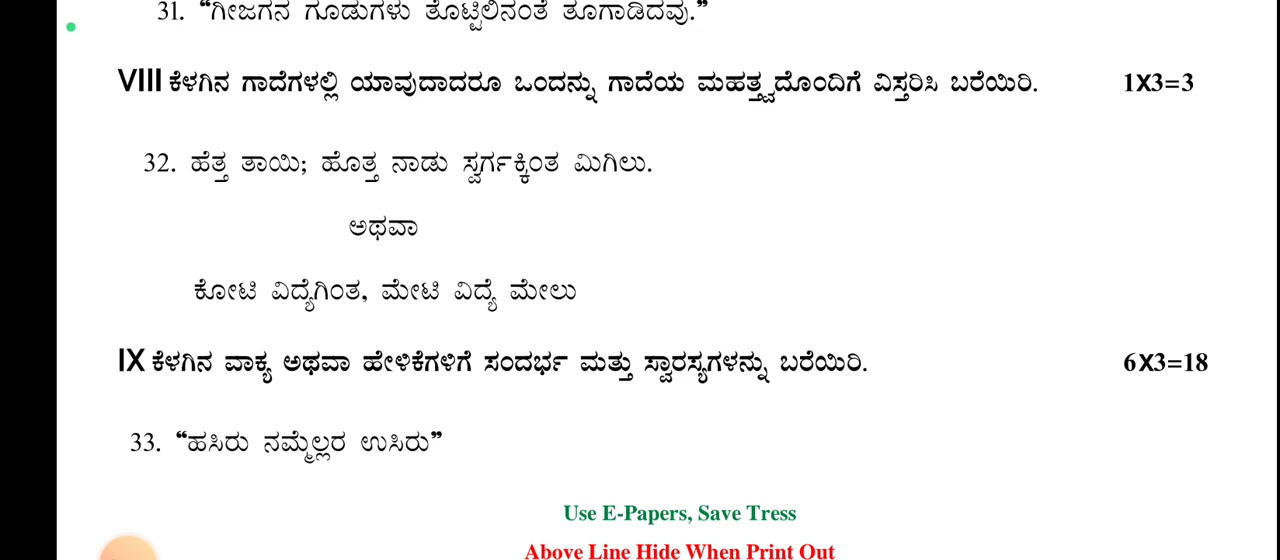 31. “ಗೀಜಗನ ಗೂಡುಗಳು ತೊಟ್ಟಿಲಿನಂತೆ ತೂಗಾಡಿದವು.”
VIII ಕೆಳಗಿನ ಗಾದೆಗಳಲ್ಲಿ ಯಾವುದಾದರೂ ಒಂದನ್ನು ಗಾದೆಯ ಮಹತ್ತ್ವದೊಂದಿಗೆ ವಿಸ್ತರಿಸಿ ಬರೆಯಿರಿ. 1X3=3
32. ಹೆತ್ತ ತಾಯಿ; ಹೊತ್ತ ನಾಡು ಸ್ವರ್ಗಕ್ಕಿಂತ ಮಿಗಿಲು.
ಅಥವಾ
ಕೋಟಿ ವಿದ್ಯೆಗಿಂತ, ಮೇಟಿ ವಿದ್ಯೆ ಮೇಲು
IX ಕೆಳಗಿನ ವಾಕ್ಯ ಅಥವಾ ಹೇಳಿಕೆಗಳಿಗೆ ಸಂದರ್ಭ ಮತ್ತು ಸ್ವಾರಸ್ಯಗಳನ್ನು ಬರೆಯಿರಿ. 6X3=18
33. “ಹಸಿರು ನಮ್ಮೆಲ್ಲರ ಉಸಿರು”
Use E-Papers, Save Tress
Above Line Hide When Print Out